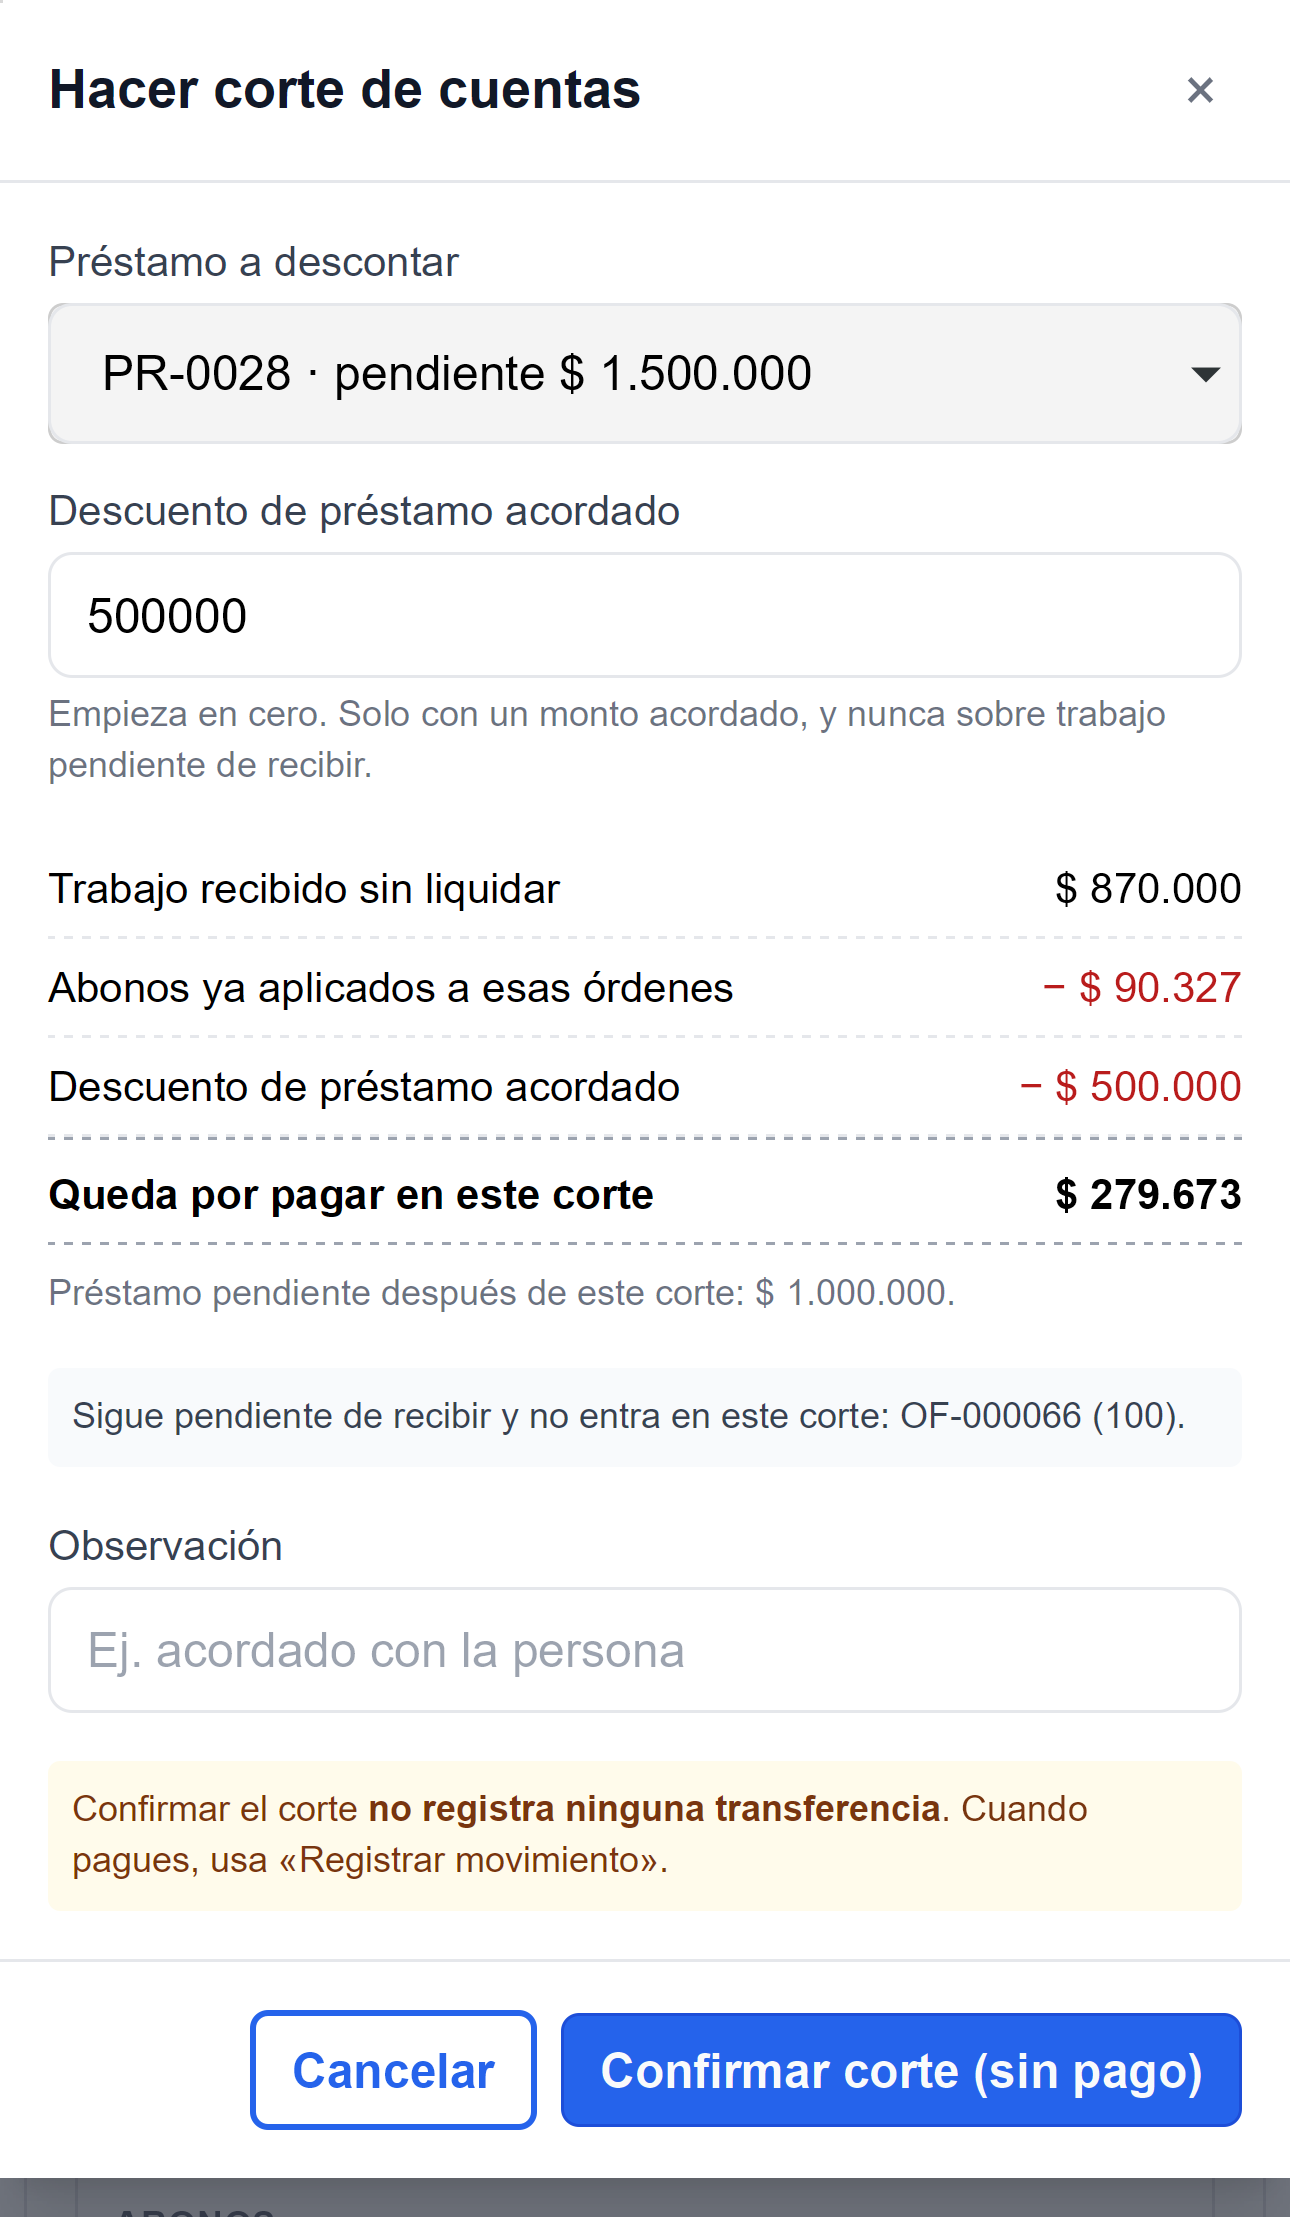 Hacer corte de cuentas
×
Préstamo a descontar
PR-0028 · pendiente $ 1.500.000
Descuento de préstamo acordado
500000
Empieza en cero. Solo con un monto acordado, y nunca sobre trabajo
pendiente de recibir.
Trabajo recibido sin liquidar $ 870.000
Abonos ya aplicados a esas órdenes − $ 90.327
Descuento de préstamo acordado − $ 500.000
Queda por pagar en este corte $ 279.673
Préstamo pendiente después de este corte: $ 1.000.000.
Sigue pendiente de recibir y no entra en este corte: OF-000066 (100).
Observación
Ej. acordado con la persona
Confirmar el corte no registra ninguna transferencia. Cuando
pagues, usa «Registrar movimiento».
Cancelar Confirmar corte (sin pago)
ABONOS